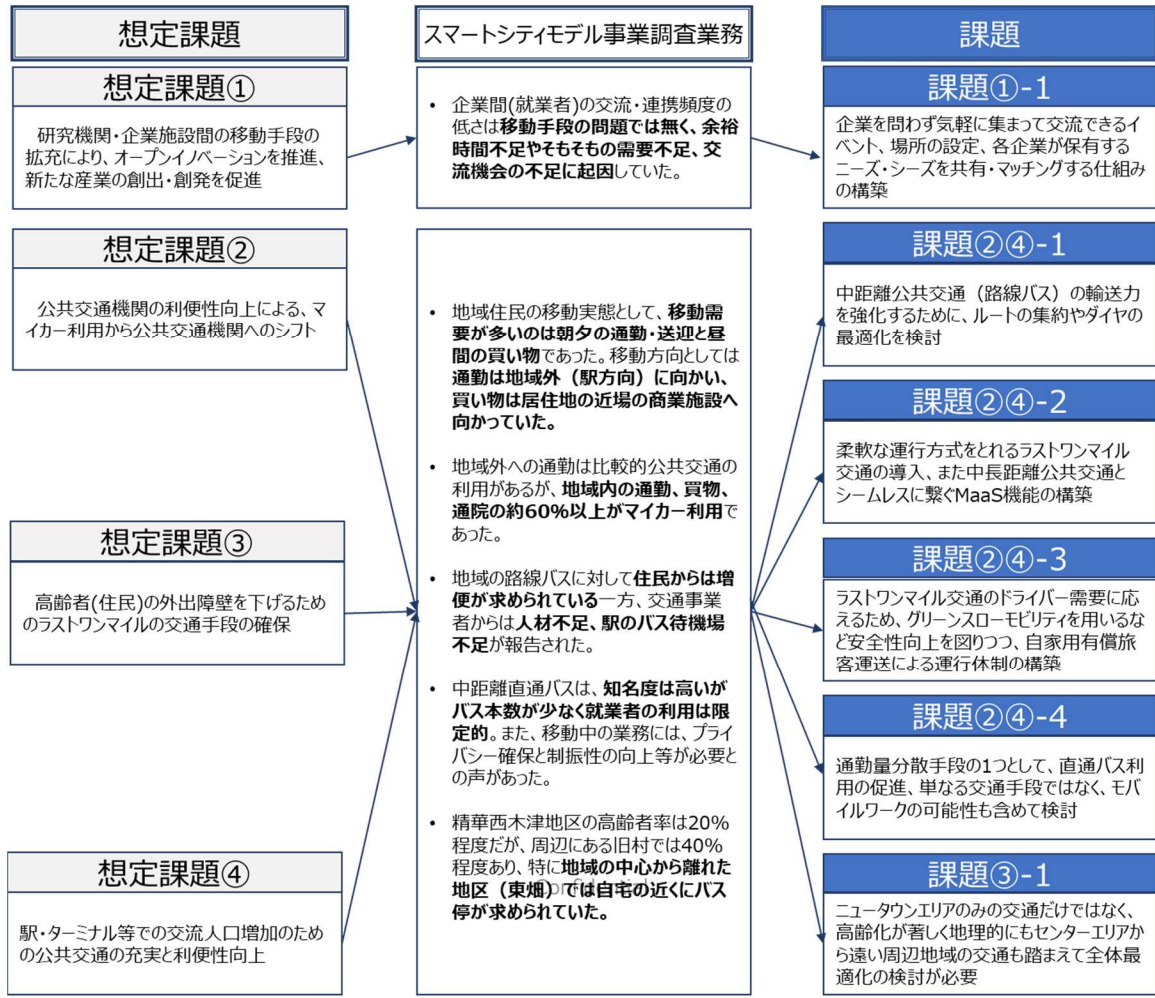 想定課題
スマートシティモデル事業調査業務
課題
想定課題①
研究機関・企業施設間の移動手段の
拡充により、オープンイノベーションを推進、
新たな産業の創出・創発を促進
• 企業間(就業者)の交流・連携頻度の
低さは移動手段の問題では無く、余裕
時間不足やそもそもの需要不足、交
流機会の不足に起因していた。
課題①-1
企業を問わず気軽に集まって交流できるイ
ベント、場所の設定、各企業が保有する
ニーズ・シーズを共有・マッチングする仕組み
の構築
想定課題②
公共交通機関の利便性向上による、マ
イカー利用から公共交通機関へのシフト
想定課題③
高齢者(住民)の外出障壁を下げるため
のラストワンマイルの交通手段の確保
想定課題④
駅・ターミナル等での交流人口増加のため
の公共交通の充実と利便性向上
• 地域住民の移動実態として、移動需
要が多いのは朝夕の通勤・送迎と昼
間の買い物であった。移動方向としては
通勤は地域外（駅方向）に向かい、
買い物は居住地の近場の商業施設へ
向かっていた。
• 地域外への通勤は比較的公共交通の
利用があるが、地域内の通勤、買物、
通院の約60%以上がマイカー利用で
あった。
• 地域の路線バスに対して住民からは増
便が求められている一方、交通事業
者からは人材不足、駅のバス待機場
不足が報告された。
• 中距離直通バスは、知名度は高いが
バス本数が少なく就業者の利用は限
定的。また、移動中の業務には、プライ
バシー確保と制振性の向上等が必要と
の声があった。
• 精華西木津地区の高齢者率は20%
程度だが、周辺にある旧村では40%
程度あり、特に地域の中心から離れた
地区（東畑）では自宅の近くにバス
停が求められていた。
Confidential
課題②④-1
中距離公共交通（路線バス）の輸送力
を強化するために、ルートの集約やダイヤの
最適化を検討
課題②④-2
柔軟な運行方式をとれるラストワンマイル
交通の導入、また中長距離公共交通と
シームレスに繋ぐMaaS機能の構築
課題②④-3
ラストワンマイル交通のドライバー需要に応
えるため、グリーンスローモビリティを用いるな
ど安全性向上を図りつつ、自家用有償旅
客運送による運行体制の構築
課題②④-4
通勤量分散手段の1つとして、直通バス利
用の促進、単なる交通手段ではなく、モバ
イルワークの可能性も含めて検討
課題③-1
ニュータウンエリアのみの交通だけではなく、
高齢化が著しく地理的にもセンターエリアから
遠い周辺地域の交通も踏まえて全体最
適化の検討が必要